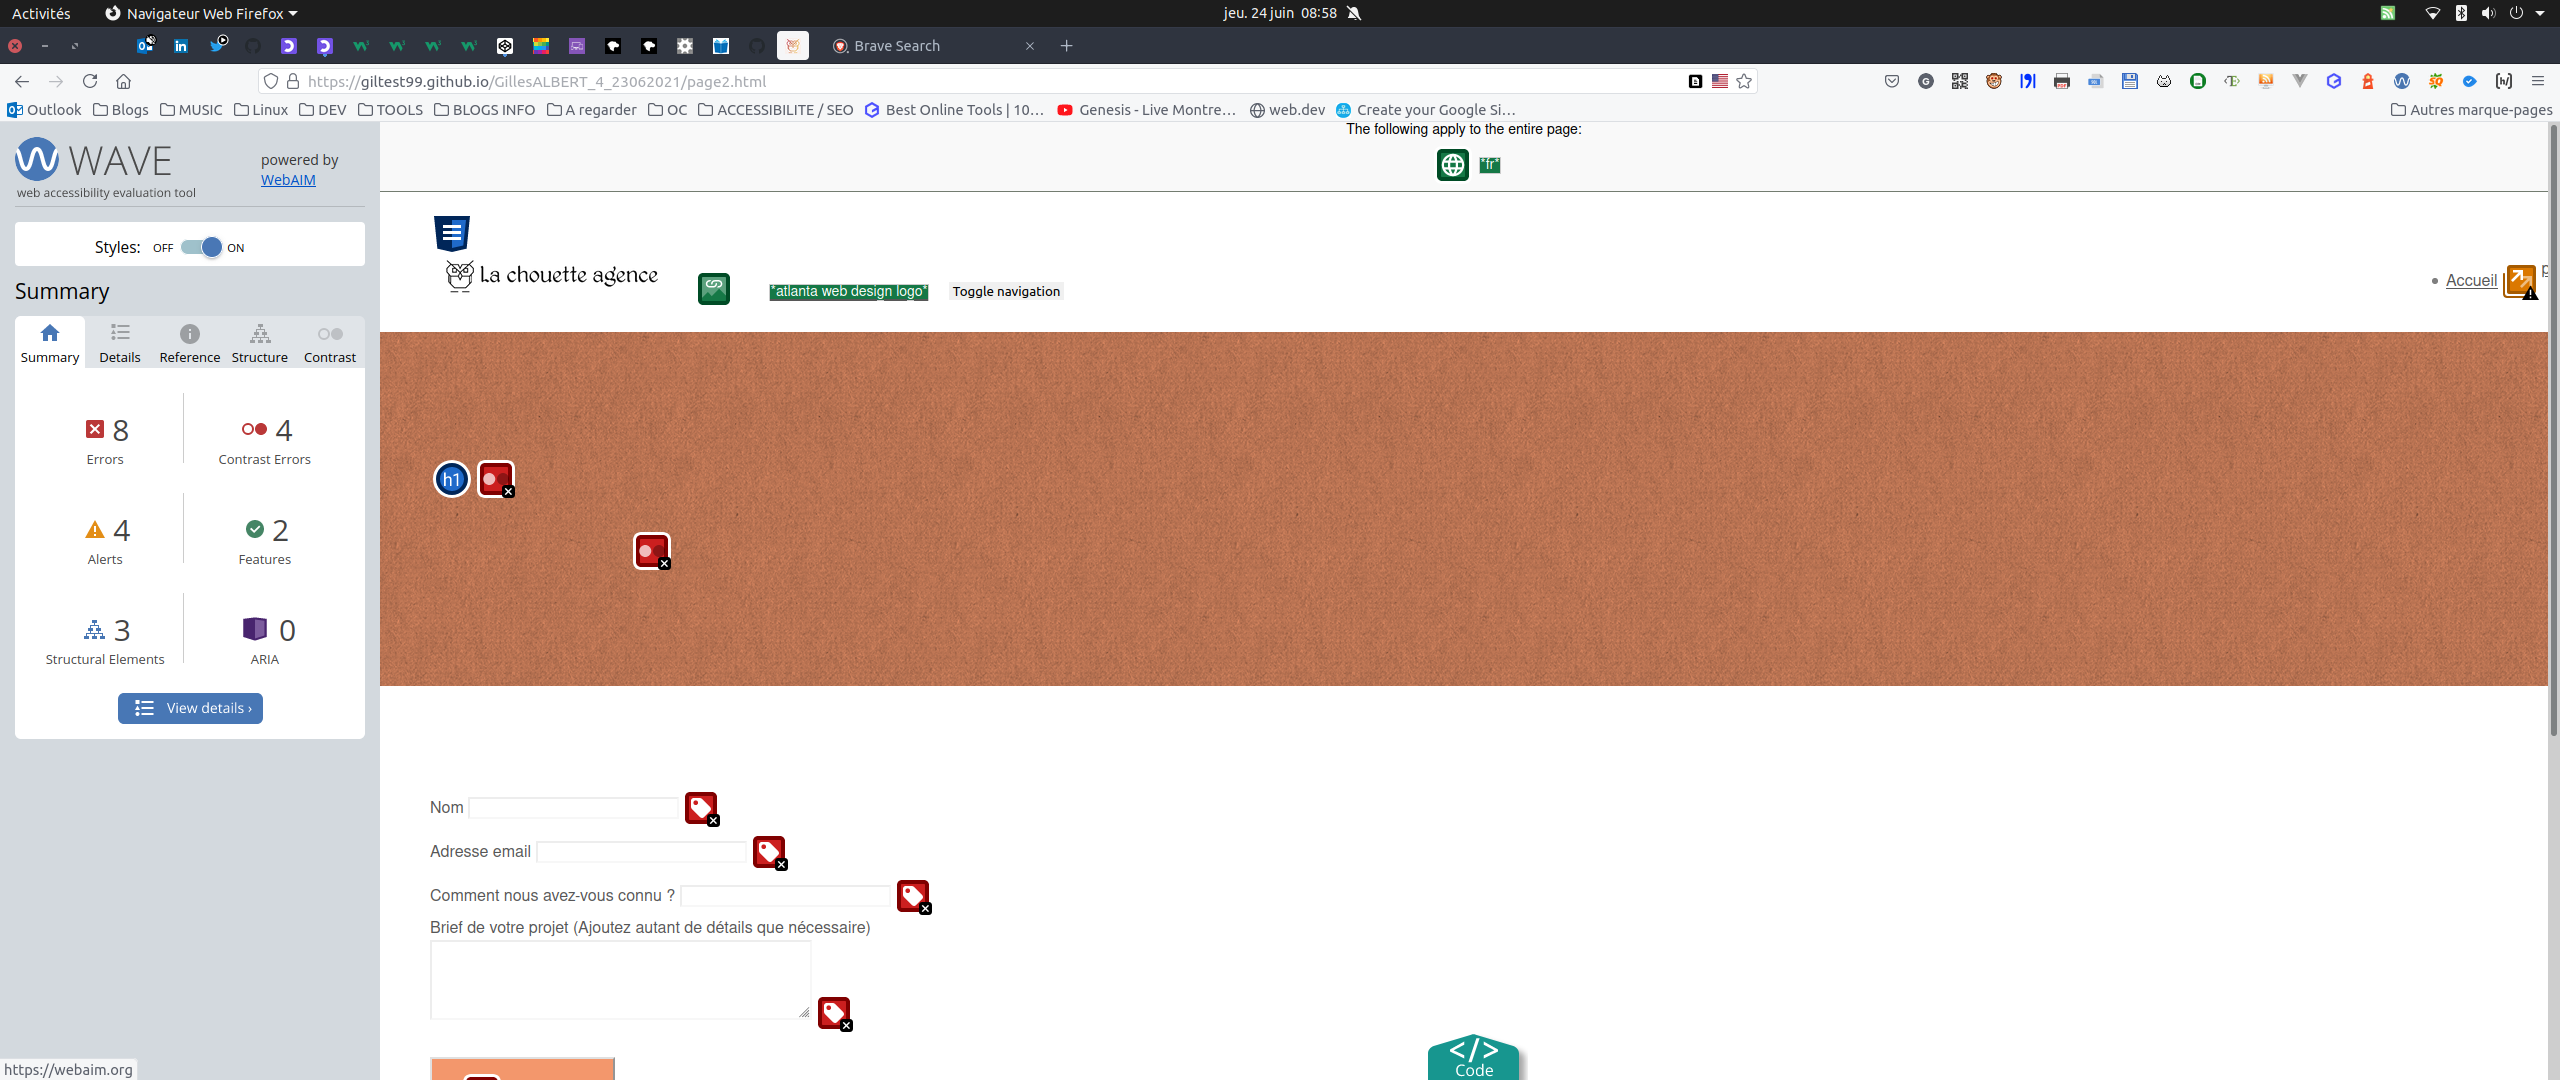 Activités
Navigateur Web Firefox
jeu. 24 juin 08:58
Brave Search
https://giltest99.github.io/GillesALBERT_4_23062021/page2.html
Outlook Blogs MUSIC Linux DEV TOOLS BLOGS INFO A regarder OC ACCESSIBILITE / SEO Best Online Tools | 10… Genesis - Live Montre… web.dev Create your Google Si… Autres marque-pages
WAVE
web accessibility evaluation tool
powered by
WebAIM
Styles: OFF ON
Summary
Summary Details Reference Structure Contrast
8
Errors
4
Contrast Errors
4
Alerts
2
Features
3
Structural Elements
0
ARIA
View details ›
https://webaim.org
The following apply to the entire page:
*fr*
La chouette agence
*atlanta web design logo*
Toggle navigation
Accueil
h1
Nom
Adresse email
Comment nous avez-vous connu ?
Brief de votre projet (Ajoutez autant de détails que nécessaire)
</>
Code